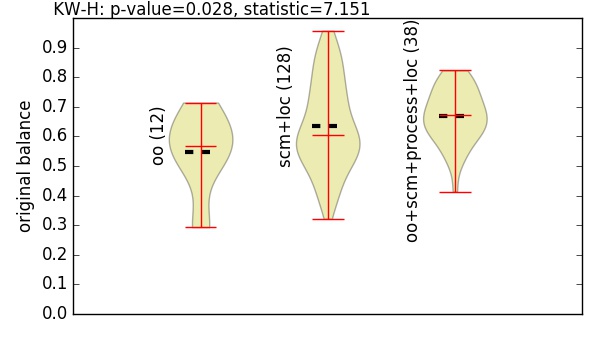 KW-H: p-value=0.028, statistic=7.151
original balance
0.9
0.8
0.7
0.6
0.5
0.4
0.3
0.2
0.1
0.0
oo (12)
scm+loc (128)
oo+scm+process+loc (38)